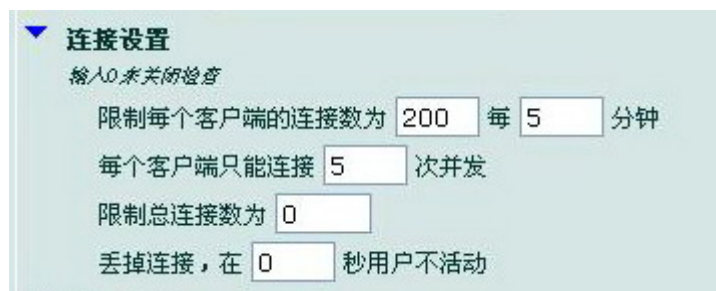 连接设置
输入0来关闭检查
限制每个客户端的连接数为 200 每 5 分钟
每个客户端只能连接 5 次并发
限制总连接数为 0
丢掉连接，在 0 秒用户不活动